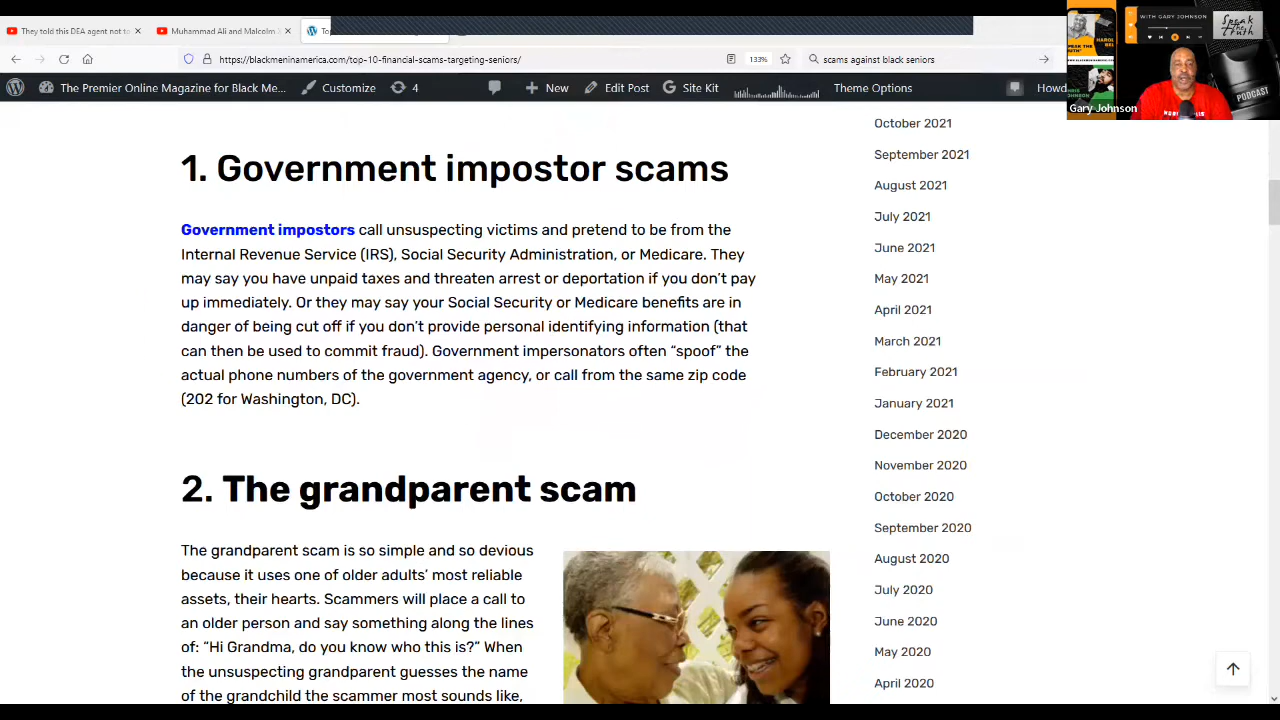 They told this DEA agent not to
Muhammad Ali and Malcolm
To
https://blackmeninamerica.com/top-10-financial-scams-targeting-seniors/
133%
scams against black seniors
The Premier Online Magazine for Black Me...
Customize
4
New
Edit Post
Site Kit
Theme Options
Howd
WITH GARY JOHNSON
Speak the Truth
PODCAST
Gary Johnson
1. Government impostor scams
Government impostors call unsuspecting victims and pretend to be from the
Internal Revenue Service (IRS), Social Security Administration, or Medicare. They
may say you have unpaid taxes and threaten arrest or deportation if you don’t pay
up immediately. Or they may say your Social Security or Medicare benefits are in
danger of being cut off if you don’t provide personal identifying information (that
can then be used to commit fraud). Government impersonators often “spoof” the
actual phone numbers of the government agency, or call from the same zip code
(202 for Washington, DC).
2. The grandparent scam
The grandparent scam is so simple and so devious
because it uses one of older adults’ most reliable
assets, their hearts. Scammers will place a call to
an older person and say something along the lines
of: “Hi Grandma, do you know who this is?” When
the unsuspecting grandparent guesses the name
of the grandchild the scammer most sounds like,
October 2021
September 2021
August 2021
July 2021
June 2021
May 2021
April 2021
March 2021
February 2021
January 2021
December 2020
November 2020
October 2020
September 2020
August 2020
July 2020
June 2020
May 2020
April 2020